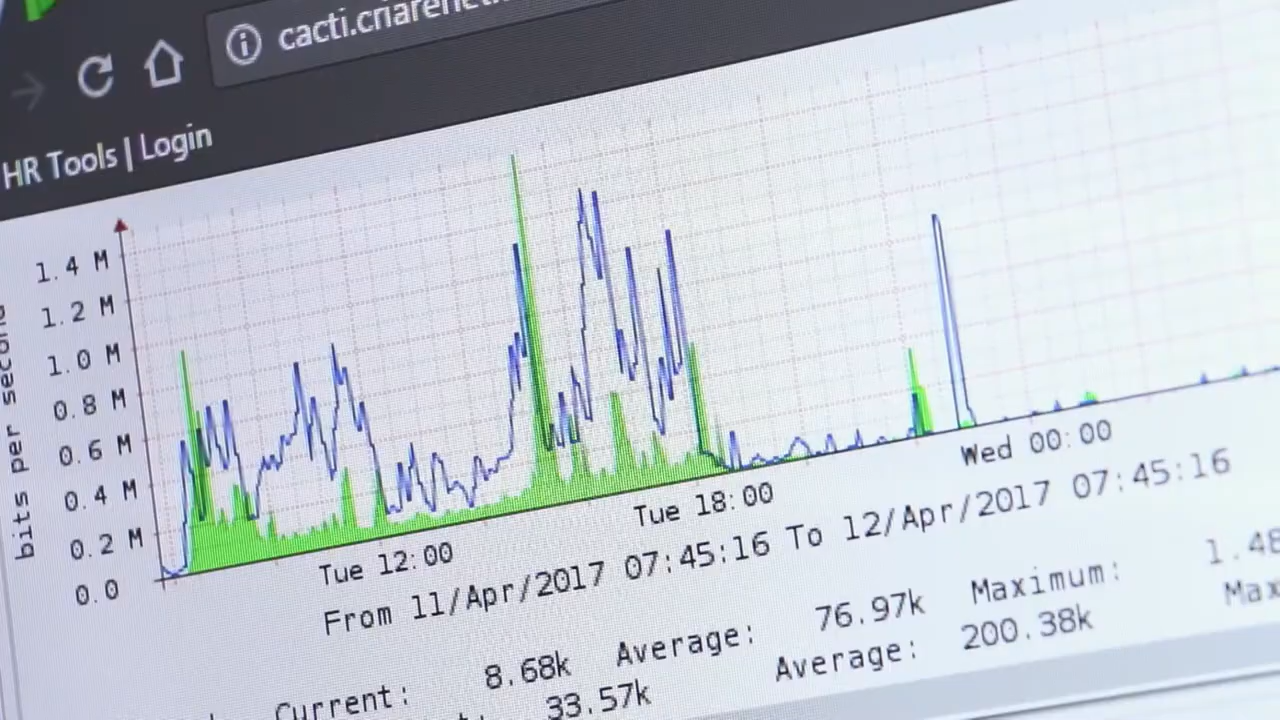 cacti.
HR Tools | Login
bits per second
1.4 M
1.2 M
1.0 M
0.8 M
0.6 M
0.4 M
0.2 M
0.0
Tue 12:00 Tue 18:00 Wed 00:00
From 11/Apr/2017 07:45:16 To 12/Apr/2017 07:45:16
Current: 8.68k Average: 76.97k Maximum: 1.48
33.57k Average: 200.38k Max